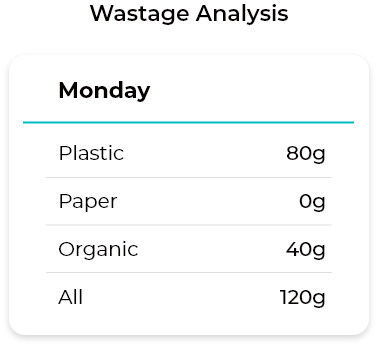 Wastage Analysis
Monday
Plastic 80g
Paper 0g
Organic 40g
All 120g